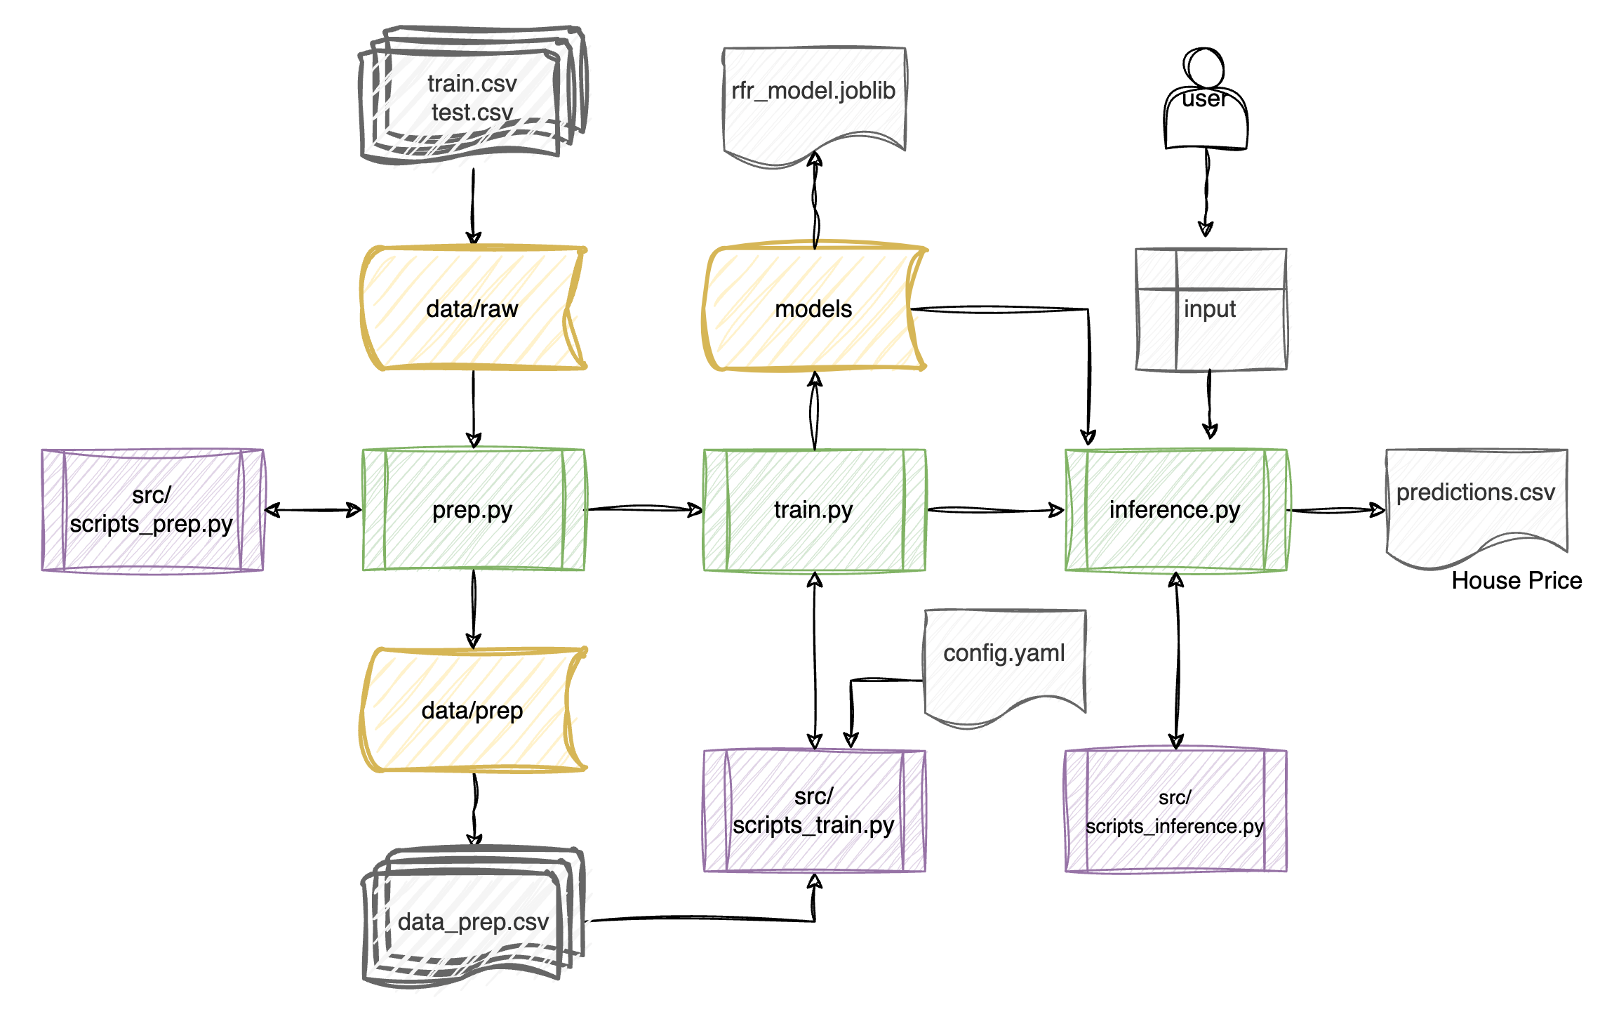 train.csv
test.csv
rfr_model.joblib
user
data/raw
models
input
src/
scripts_prep.py
prep.py
train.py
inference.py
predictions.csv
House Price
config.yaml
data/prep
src/
scripts_train.py
src/
scripts_inference.py
data_prep.csv